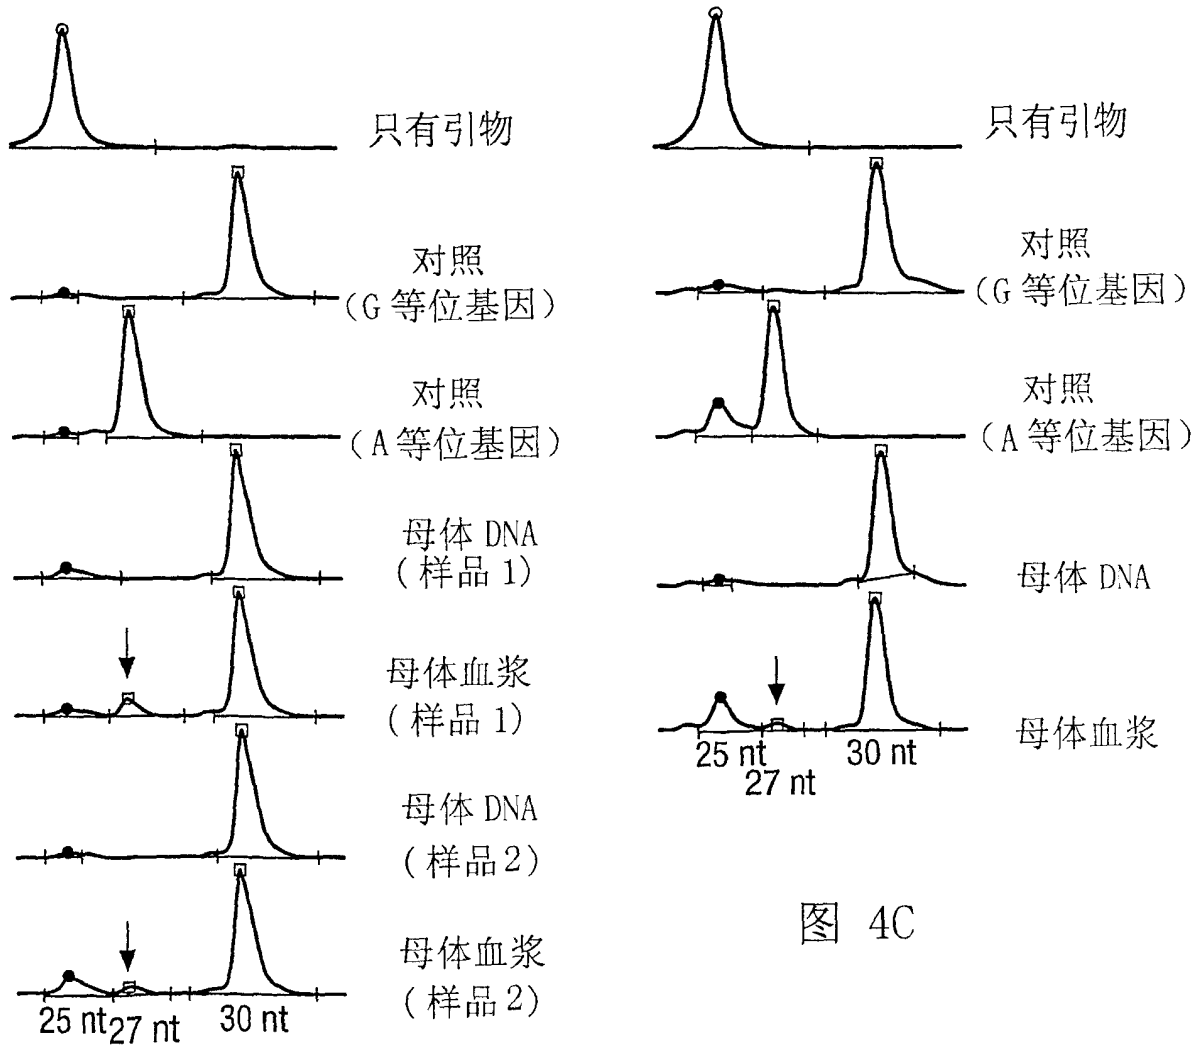 只有引物
对照
(G等位基因)
对照
(A等位基因)
母体 DNA
(样品1)
母体血浆
(样品1)
母体 DNA
(样品2)
母体血浆
(样品2)
25 nt
27 nt
30 nt
只有引物
对照
(G等位基因)
对照
(A等位基因)
母体 DNA
母体血浆
25 nt
27 nt
30 nt
图 4C